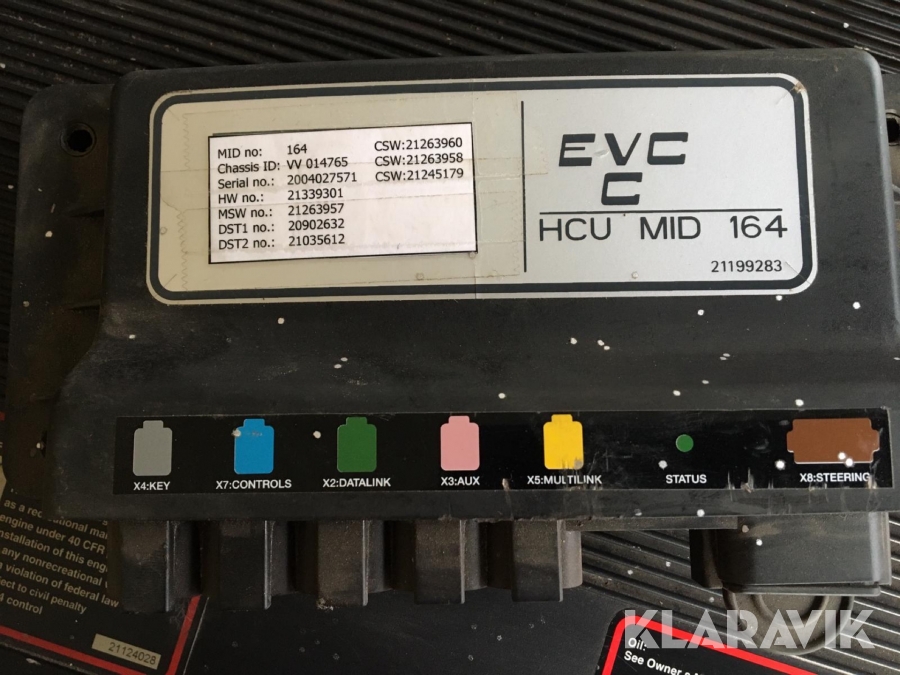 MID no: 164 CSW:21263960
Chassis ID: VV 014765 CSW:21263958
Serial no.: 2004027571 CSW:21245179
HW no.: 21339301
MSW no.: 21263957
DST1 no.: 20902632
DST2 no.: 21035612
EVC
C
HCU MID 164
21199283
X4:KEY X7:CONTROLS X2:DATALINK X3:AUX X5:MULTILINK STATUS X8:STEERING
as a recreational
engine under 40 CFR
installation of this
any nonrecreational
violation of federal law
to civil penalty
control
21124028
Oil:
See Owner
KLARAVIK